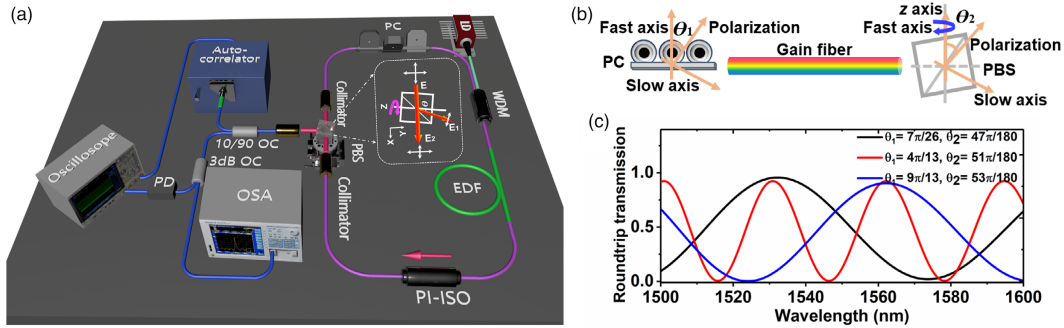 (a)
PC
LD
Auto-
correlator
Collimator
E
θ
Z
E₁
E₂
Y
X
WDM
10/90 OC
3dB OC
PBS
Oscilloscope
PD
OSA
Collimator
EDF
PI-ISO
(b)
Fast axis θ₁ Polarization
PC
Slow axis
Gain fiber
z axis
Fast axis θ₂
Polarization
PBS
Slow axis
(c)
Roundtrip transmission
1.0
0.5
0.0
θ₁= 7π/26, θ₂= 47π/180
θ₁= 4π/13, θ₂= 51π/180
θ₁= 9π/13, θ₂= 53π/180
1500 1520 1540 1560 1580 1600
Wavelength (nm)